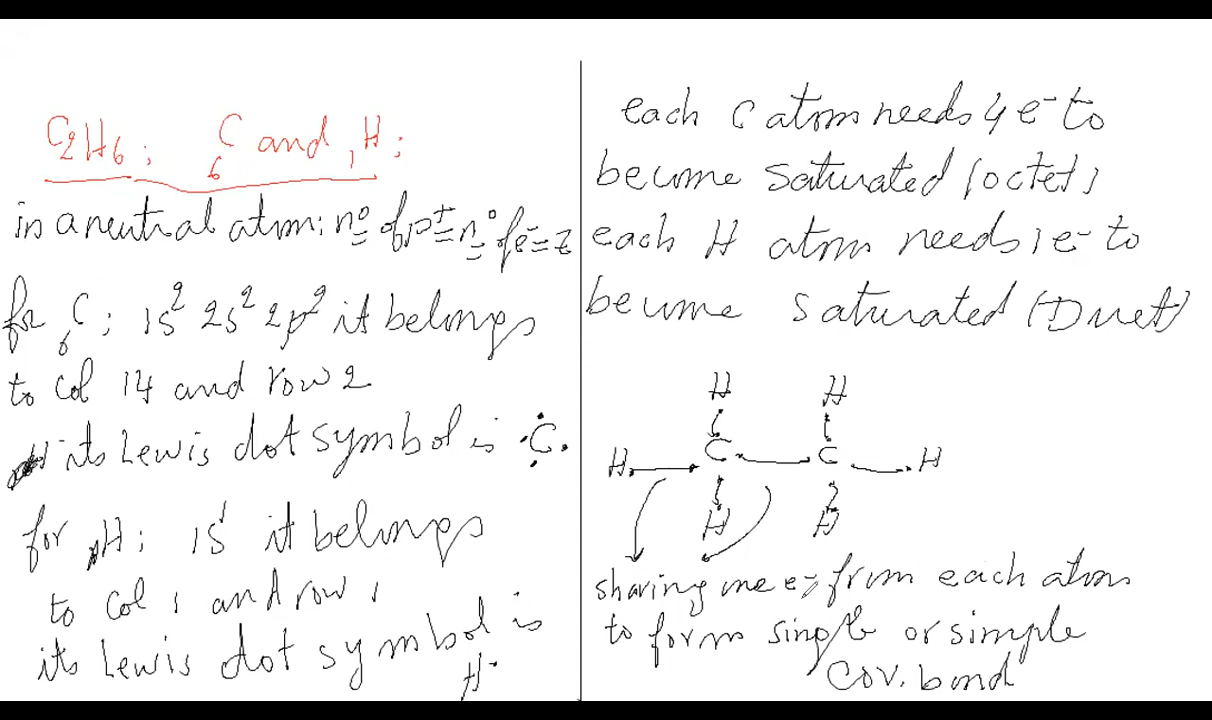 C2H6: 6C and 1H:
in a neutral atom: nº of p+ = nº of e- = Z
for 6C: 1s2 2s2 2p2 it belongs
to col 14 and row 2
its Lewis dot symbol is ·C·
for 1H: 1s1 it belongs
to col 1 and row 1
its Lewis dot symbol is
H·
each C atom needs 4 e- to
become saturated (octet)
each H atom needs 1 e- to
become saturated (Duet)
H H
H C C H
H H
sharing one e- from each atom
to form single or simple
cov. bond